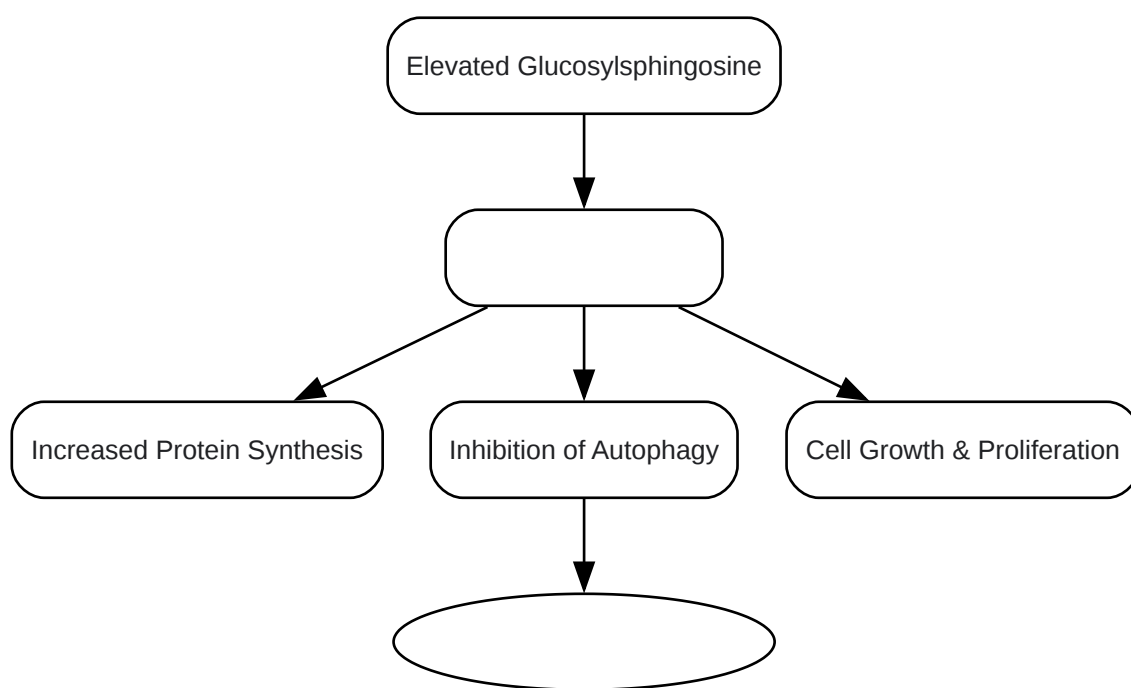 Elevated Glucosylsphingosine
Increased Protein Synthesis
Inhibition of Autophagy
Cell Growth & Proliferation